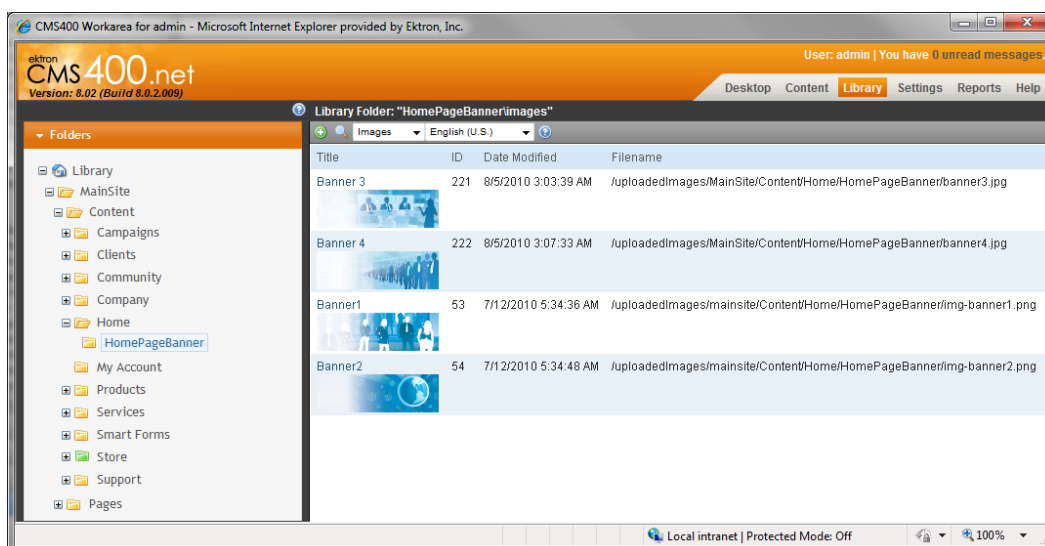 CMS400 Workarea for admin - Microsoft Internet Explorer provided by Ektron, Inc.
ektron
CMS400.net
Version: 8.02 (Build 8.0.2.009)
User: admin | You have 0 unread messages
Desktop Content Library Settings Reports Help
Library Folder: "HomePageBanner\images"
Folders
Images English (U.S.)
Title ID Date Modified Filename
Library
MainSite
Content
Campaigns
Clients
Community
Company
Home
HomePageBanner
My Account
Products
Services
Smart Forms
Store
Support
Pages
Banner 3 221 8/5/2010 3:03:39 AM /uploadedImages/MainSite/Content/Home/HomePageBanner/banner3.jpg
Banner 4 222 8/5/2010 3:07:33 AM /uploadedImages/MainSite/Content/Home/HomePageBanner/banner4.jpg
Banner1 53 7/12/2010 5:34:36 AM /uploadedImages/mainsite/Content/Home/HomePageBanner/img-banner1.png
Banner2 54 7/12/2010 5:34:48 AM /uploadedImages/mainsite/Content/Home/HomePageBanner/img-banner2.png
Local intranet | Protected Mode: Off 100%